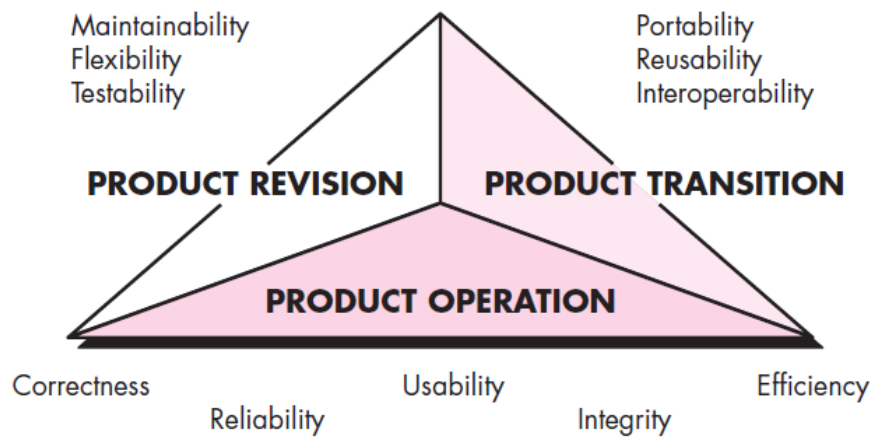 Maintainability
Flexibility
Testability
Portability
Reusability
Interoperability
PRODUCT REVISION
PRODUCT TRANSITION
PRODUCT OPERATION
Correctness
Usability
Efficiency
Reliability
Integrity